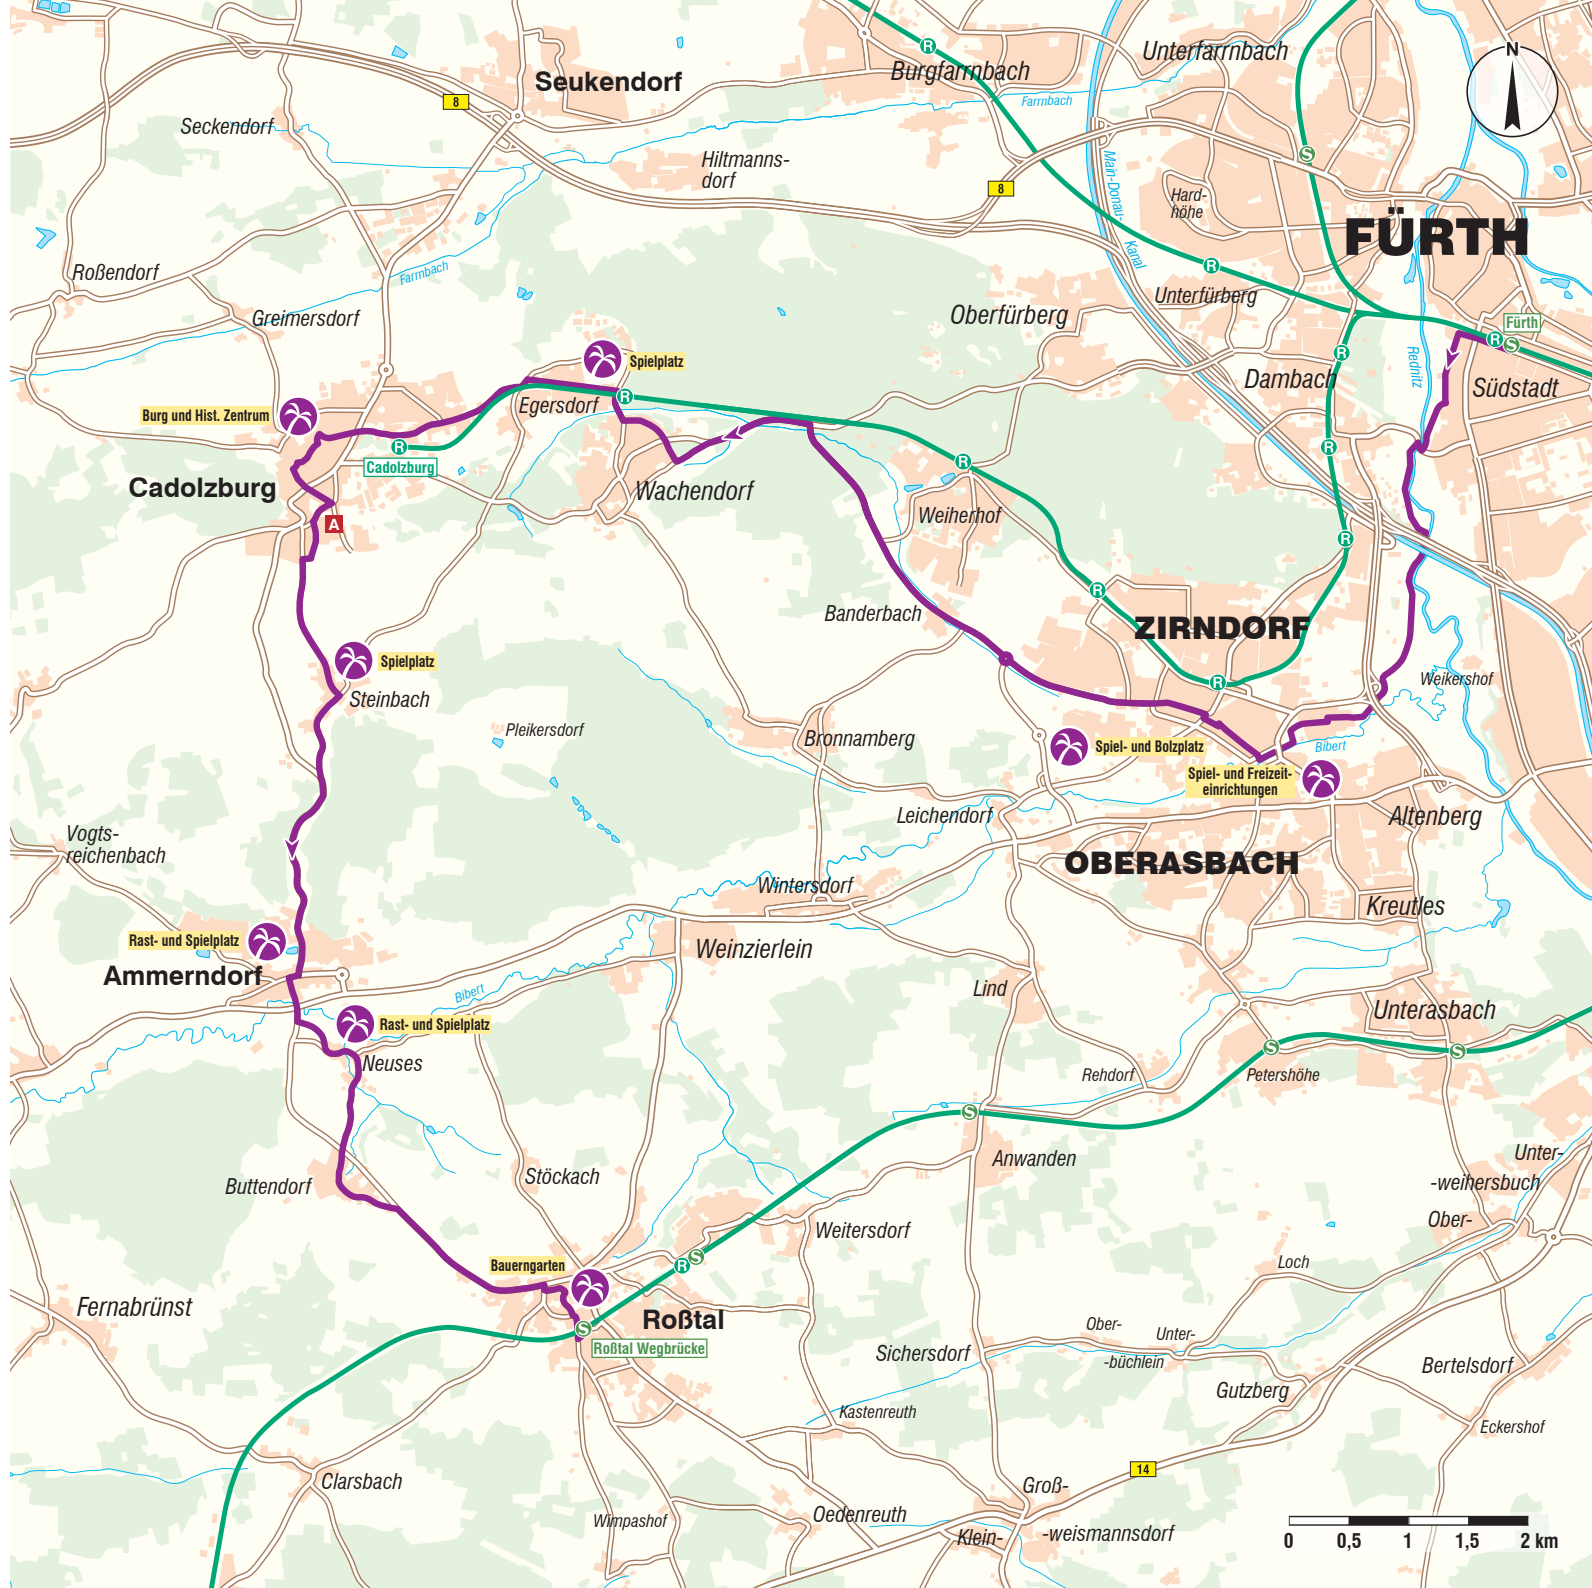 Unterfarrnbach
N
Burgfarrnbach
Seukendorf
8
Farrnbach
Seckendorf
Hiltmanns-
dorf
Main-Donau-
Kanal
8
Hard-
höhe
FÜRTH
Roßendorf
Farrnbach
R
R
S
R
Unterfürberg
Oberfürberg
Greimersdorf
Fürth
R
S
Rednitz
R
Dambach
Südstadt
Spielplatz
Egersdorf
R
Burg und Hist. Zentrum
R
Cadolzburg
Cadolzburg
R
R
Wachendorf
Weiherhof
A
R
Banderbach
R
ZIRNDORF
Spielplatz
Steinbach
Weikershof
R
Pleikersdorf
Bronnamberg
Spiel- und Bolzplatz
Bibert
Spiel- und Freizeit-
einrichtungen
Leichendorf
Altenberg
Vogts-
reichenbach
OBERASBACH
Wintersdorf
Kreutles
Rast- und Spielplatz
Weinzierlein
Ammerndorf
Lind
Bibert
Unterasbach
Rast- und Spielplatz
Neuses
S
S
Rehdorf
Petershöhe
S
Anwanden
Unter-
-weihersbuch
Ober-
Stöckach
Buttendorf
Weitersdorf
Bauerngarten
R
S
Loch
Fernabrünst
Roßtal
S
Roßtal Wegbrücke
Ober-
Unter-
-büchlein
Sichersdorf
Bertelsdorf
Gutzberg
Kastenreuth
Eckershof
Clarsbach
14
Groß-
Oedenreuth
Wimpashof
Klein-
-weismannsdorf
0
0,5
1
1,5
2 km